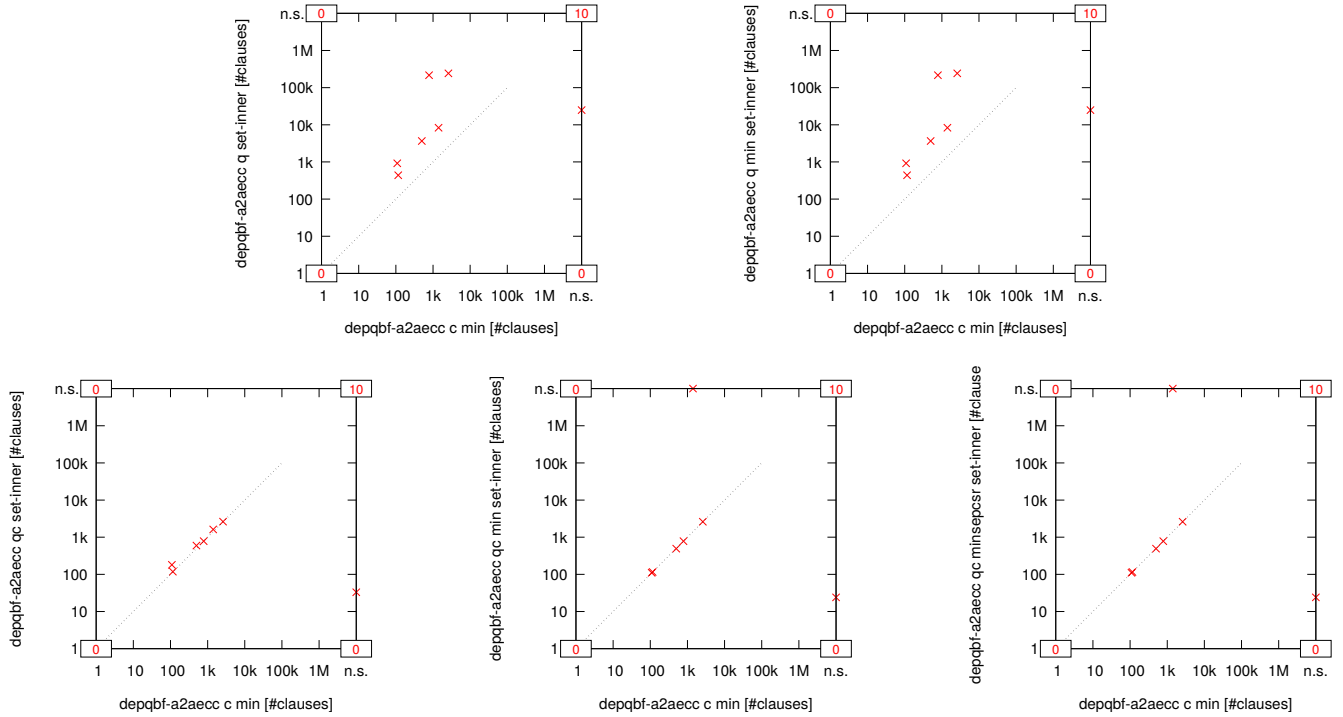 n.s.
0
10
1M
100k
10k
1k
100
10
1
0
0
1
10
100
1k
10k
100k
1M
n.s.
depqbf-a2aecc q set-inner [#clauses]
depqbf-a2aecc c min [#clauses]
n.s.
0
10
1M
100k
10k
1k
100
10
1
0
0
1
10
100
1k
10k
100k
1M
n.s.
depqbf-a2aecc q min set-inner [#clauses]
depqbf-a2aecc c min [#clauses]
n.s.
0
10
1M
100k
10k
1k
100
10
1
0
0
1
10
100
1k
10k
100k
1M
n.s.
depqbf-a2aecc qc set-inner [#clauses]
depqbf-a2aecc c min [#clauses]
n.s.
0
10
1M
100k
10k
1k
100
10
1
0
0
1
10
100
1k
10k
100k
1M
n.s.
depqbf-a2aecc qc min set-inner [#clauses]
depqbf-a2aecc c min [#clauses]
n.s.
0
10
1M
100k
10k
1k
100
10
1
0
0
1
10
100
1k
10k
100k
1M
n.s.
depqbf-a2aecc qc minsepcsr set-inner [#clause
depqbf-a2aecc c min [#clauses]